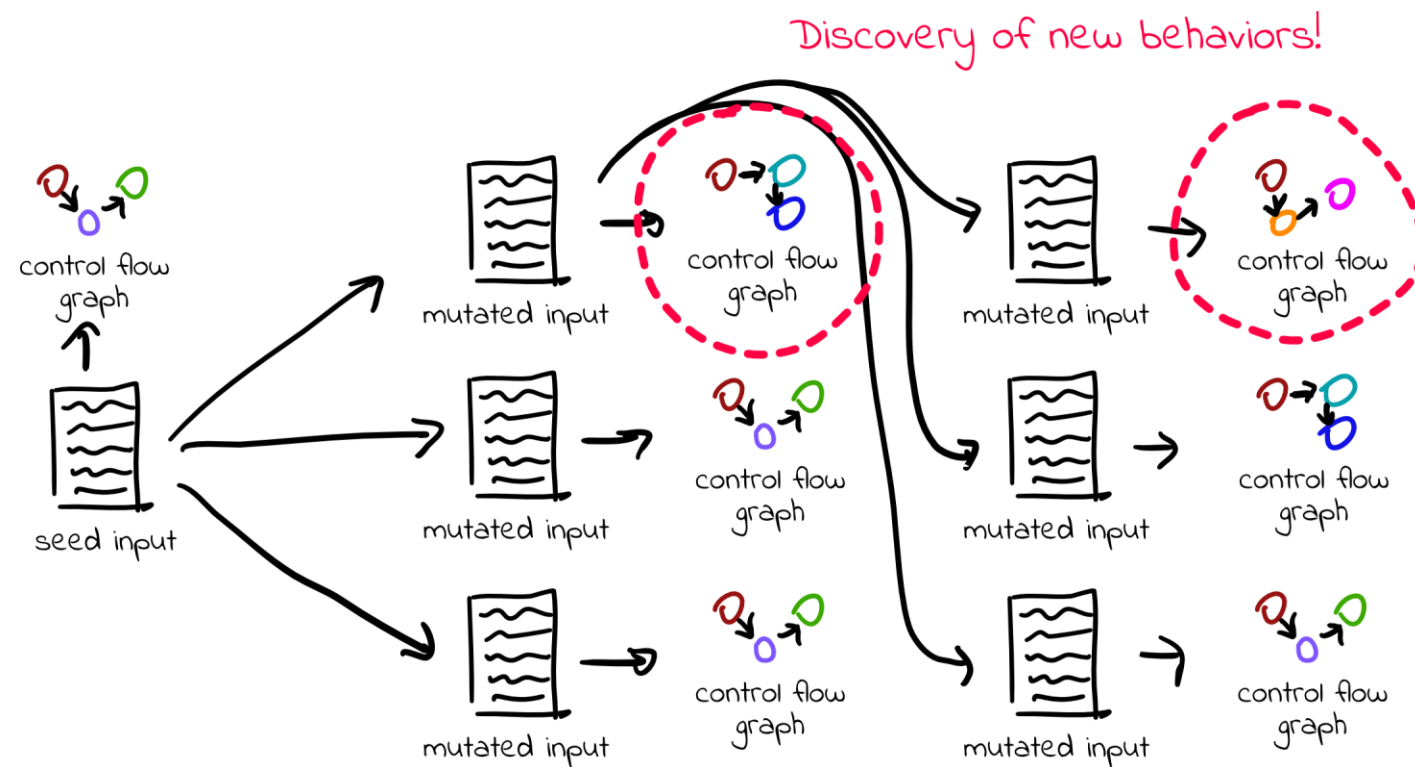 Discovery of new behaviors!
control flow
graph
seed input
mutated input
control flow
graph
mutated input
control flow
graph
mutated input
control flow
graph
mutated input
control flow
graph
mutated input
control flow
graph
mutated input
control flow
graph